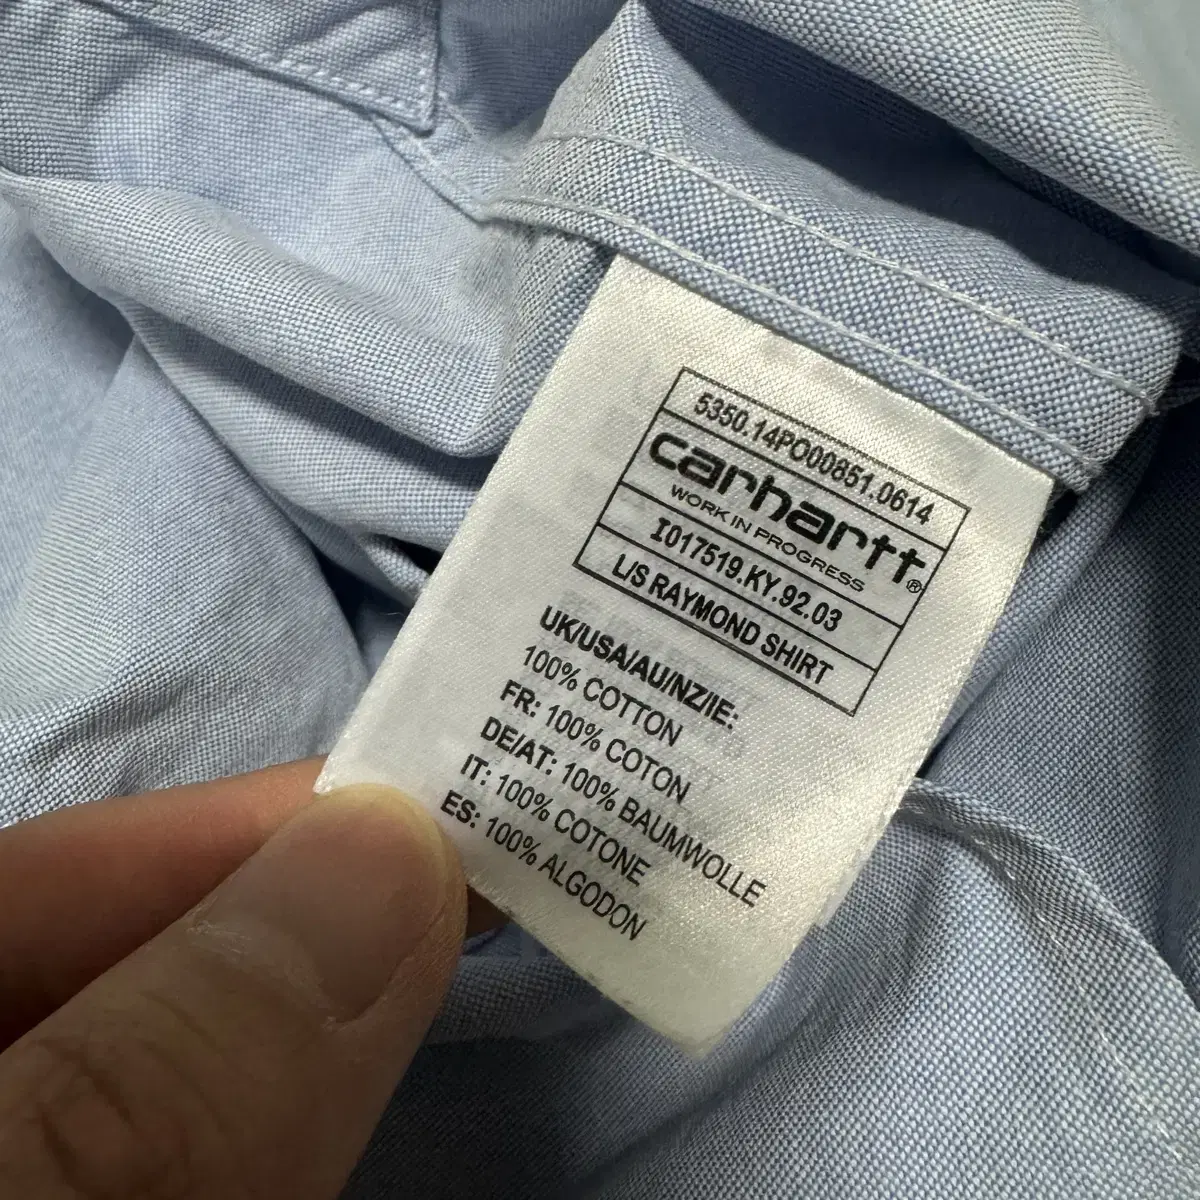 5350.14PO00851.0614
carhartt®
WORK IN PROGRESS
I017519.KY.92.03
L/S RAYMOND SHIRT
UK/USA/AU/NZ/IE:
100% COTTON
FR: 100% COTON
DE/AT: 100% BAUMWOLLE
IT: 100% COTONE
ES: 100% ALGODON